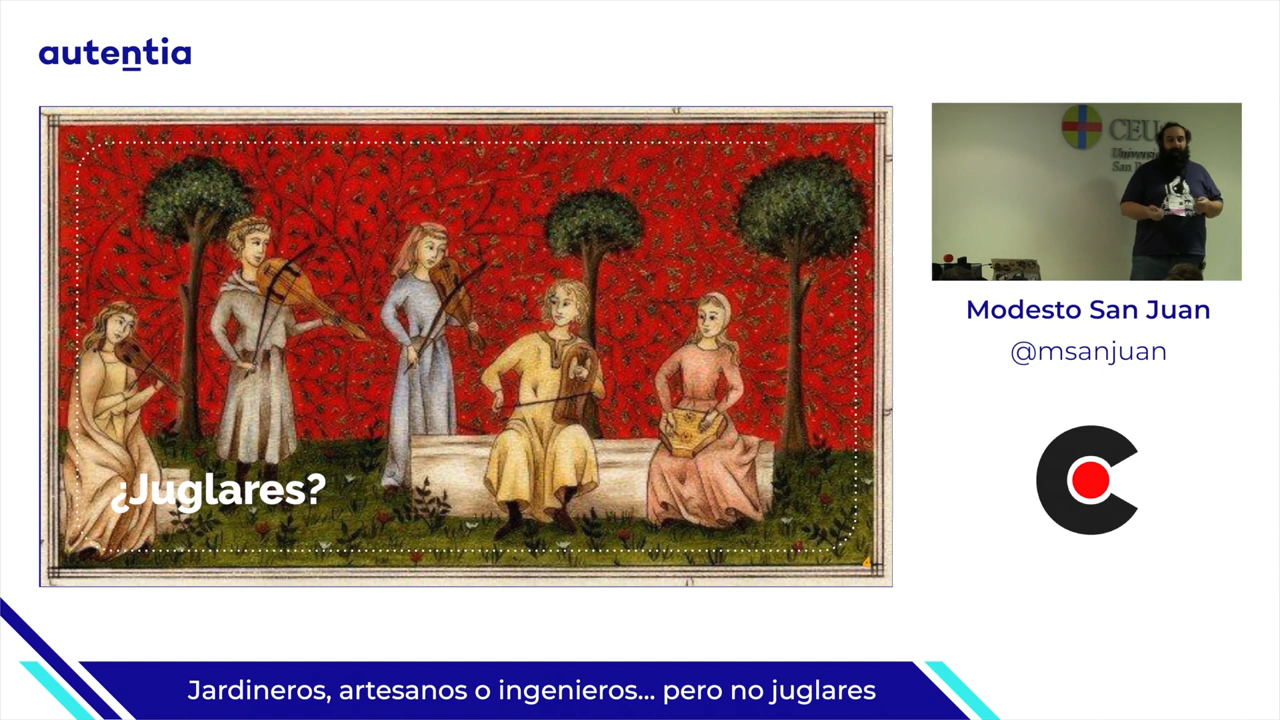 autentia
¿Juglares?
CEU
Modesto San Juan
@msanjuan
Jardineros, artesanos o ingenieros... pero no juglares